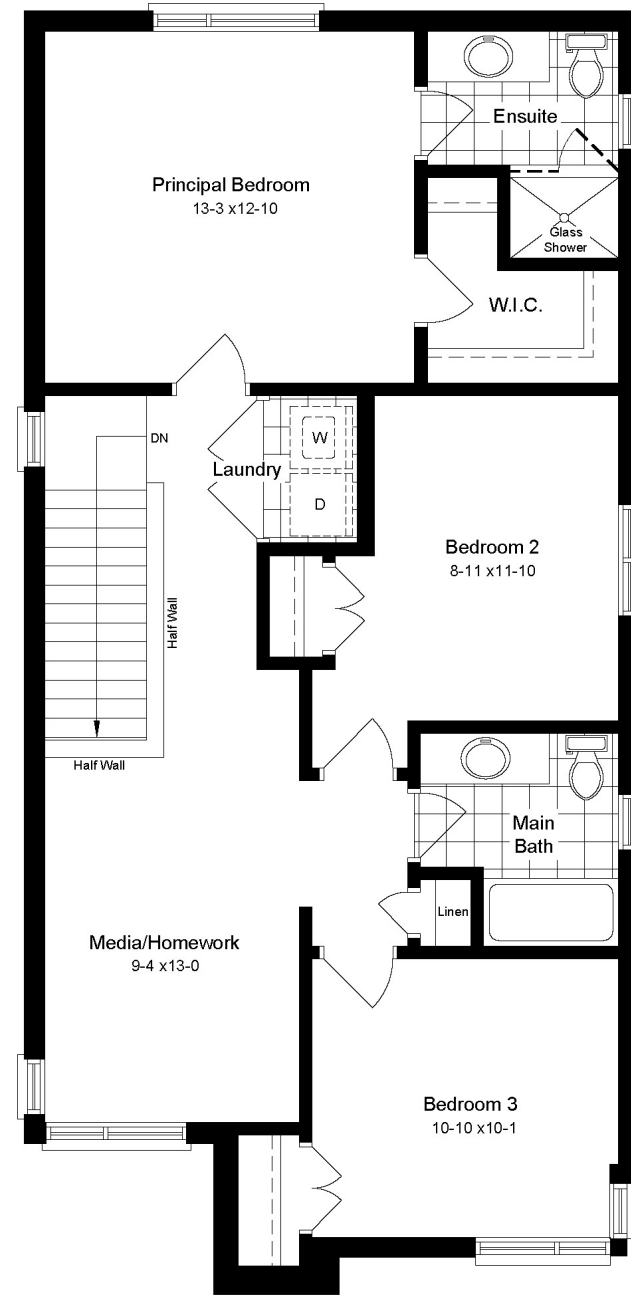 Ensuite
Principal Bedroom
13-3 x12-10
Glass
Shower
W.I.C.
DN
W
Laundry
D
Bedroom 2
8-11 x11-10
Half Wall
Half Wall
Main
Bath
Linen
Media/Homework
9-4 x13-0
Bedroom 3
10-10 x10-1